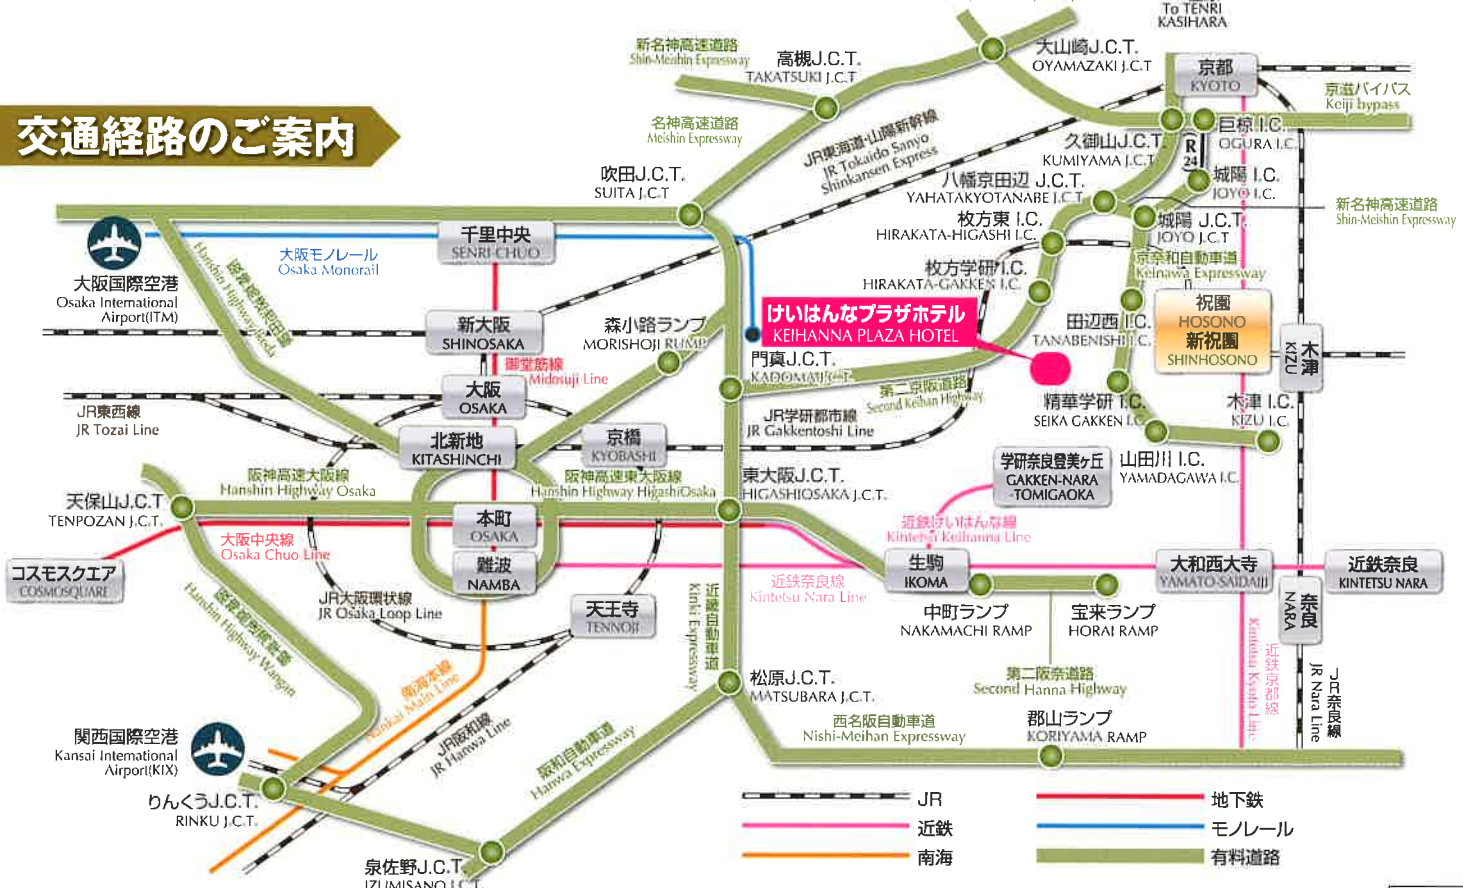 To TENRI
KASIHARA
交通経路のご案内
新名神高速道路
Shin-Meishin Expressway
高槻J.C.T.
TAKATSUKI J.C.T
大山崎J.C.T.
OYAMAZAKI J.C.T
京都
KYOTO
京滋バイパス
Keiji bypass
名神高速道路
Meishin Expressway
JR東海道・山陽新幹線
JR Tokaido Sanyo
Shinkansen Express
久御山J.C.T.
KUMIYAMA J.C.T
巨椋 I.C.
OGURA I.C.
R
24
吹田J.C.T.
SUITA J.C.T
八幡京田辺 J.C.T.
YAHATAKYOTANABE J.C.T
城陽 I.C.
JOYO I.C.
新名神高速道路
Shin-Meishin Expressway
枚方東 I.C.
HIRAKATA-HIGASHI I.C.
城陽 J.C.T.
JOYO J.C.T
京奈和自動車道
Keinawa Expressway
大阪国際空港
Osaka International
Airport(ITM)
大阪モノレール
Osaka Monorail
千里中央
SENRI-CHUO
枚方学研 I.C.
HIRAKATA-GAKKEN I.C.
けいはんなプラザホテル
KEIHANNA PLAZA HOTEL
祝園
HOSONO
新祝園
SHINHOSONO
木津
KIZU
新大阪
SHINOSAKA
森小路ランプ
MORISHOJI RUMP
田辺西 I.C.
TANABENISHI I.C.
御堂筋線
Midosuji Line
門真J.C.T.
KADOMA J.C.T.
第二京阪道路
Second Keihan Highway
大阪
OSAKA
JR東西線
JR Tozai Line
JR学研都市線
JR Gakkentoshi Line
精華学研 I.C.
SEIKA GAKKEN I.C.
木津 I.C.
KIZU I.C.
北新地
KITASHINCHI
京橋
KYOBASHI
山田川 I.C.
YAMADAGAWA I.C.
学研奈良登美ヶ丘
GAKKEN-NARA
-TOMIGAOKA
阪神高速大阪線
Hanshin Highway Osaka
阪神高速東大阪線
Hanshin Highway HigashiOsaka
東大阪J.C.T.
HIGASHIOSAKA J.C.T.
天保山J.C.T
TENPOZAN J.C.T.
本町
OSAKA
近鉄けいはんな線
Kintetsu Keihanna Line
大阪中央線
Osaka Chuo Line
コスモスクエア
COSMOSQUARE
難波
NAMBA
近鉄奈良線
Kintetsu Nara Line
生駒
IKOMA
大和西大寺
YAMATO-SAIDAIJI
近鉄奈良
KINTETSU NARA
JR大阪環状線
JR Osaka Loop Line
天王寺
TENNOJI
近畿自動車道
Kinki Expressway
中町ランプ
NAKAMACHI RAMP
宝来ランプ
HORAI RAMP
奈良
NARA
Hanshin Highway Wangan
第二阪奈道路
Second Hanna Highway
近鉄京都線
Kintetsu Kyoto Line
JR奈良線
JR Nara Line
南海本線
Nankai Main Line
松原J.C.T.
MATSUBARA J.C.T.
西名阪自動車道
Nishi-Meihan Expressway
郡山ランプ
KORIYAMA RAMP
関西国際空港
Kansai International
Airport(KIX)
JR阪和線
JR Hanwa Line
阪和自動車道
Hanwa Expressway
りんくうJ.C.T.
RINKU J.C.T.
泉佐野J.C.T.
IZUMISANO J.C.T.
JR
近鉄
南海
地下鉄
モノレール
有料道路